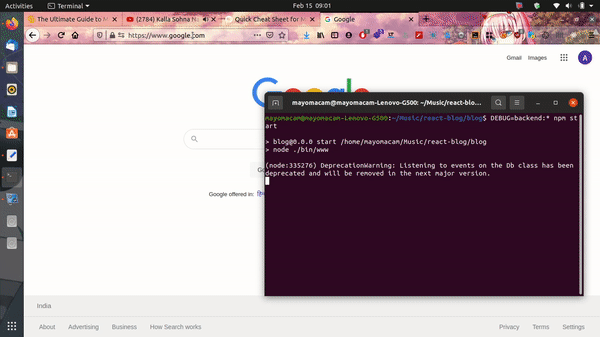 Activities
Terminal
Feb 15 09:01
The Ultimate Guide to M
(2784) Kalla Sohna Na
Quick Cheat Sheet for M
Google
https://www.google.com
Gmail Images
A
Google
mayomacam@mayomacam-Lenovo-G500: ~/Music/react-blo...
mayomacam@mayomacam-Lenovo-G500:~/Music/react-blog/blog$ DEBUG=backend:* npm st
art
> blog@0.0.0 start /home/mayomacam/Music/react-blog/blog
> node ./bin/www
(node:335276) DeprecationWarning: Listening to events on the Db class has been
deprecated and will be removed in the next major version.
Google offered in:
India
About Advertising Business How Search works
Privacy Terms Settings